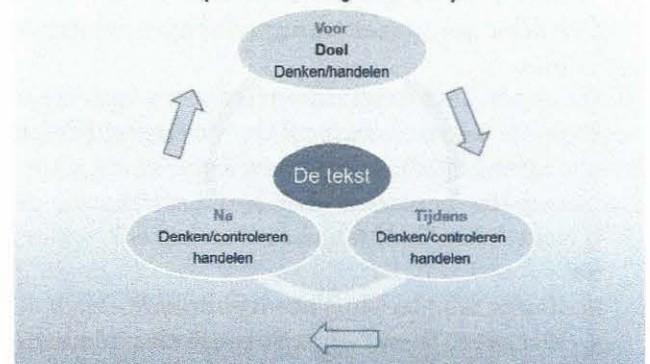 Voor
Doel
Denken/handelen
De tekst
Na
Denken/controleren
handelen
Tijdens
Denken/controleren
handelen